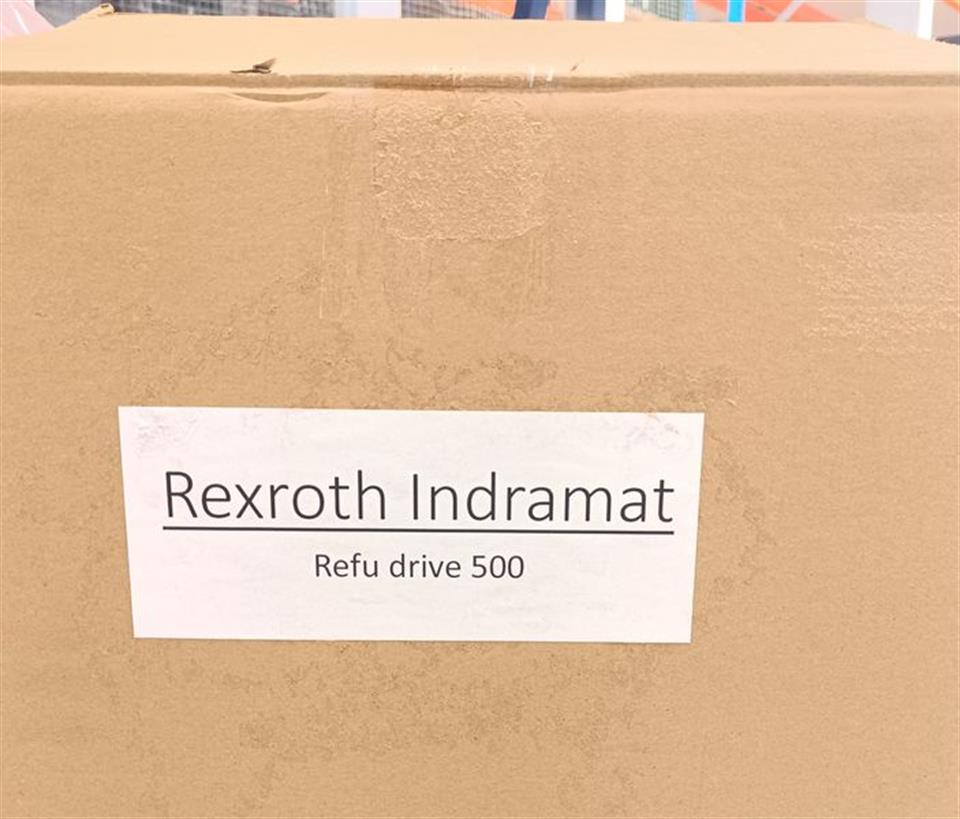 Rexroth Indramat
Refu drive 500